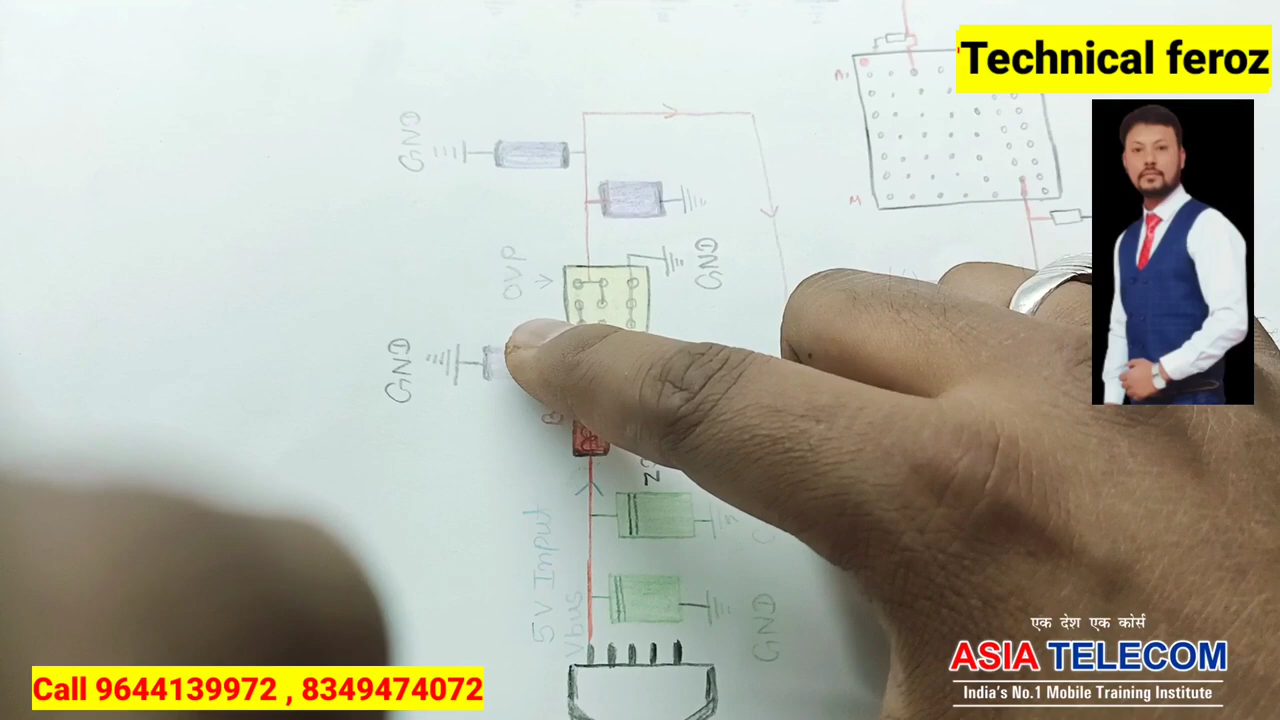 Technical feroz
GND
OVP
GND
GND
5V Input
Vbus
GND
एक देश एक कोर्स
ASIA TELECOM
India's No.1 Mobile Training Institute
Call 9644139972 , 8349474072